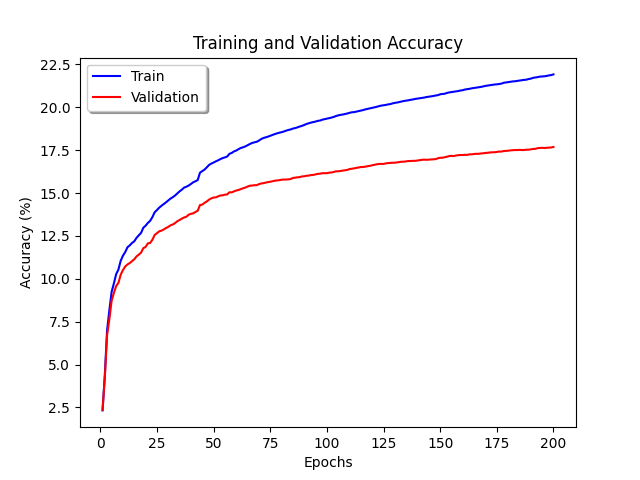 Training and Validation Accuracy
Train
Validation
22.5
20.0
17.5
15.0
12.5
10.0
7.5
5.0
2.5
Accuracy (%)
0 25 50 75 100 125 150 175 200
Epochs